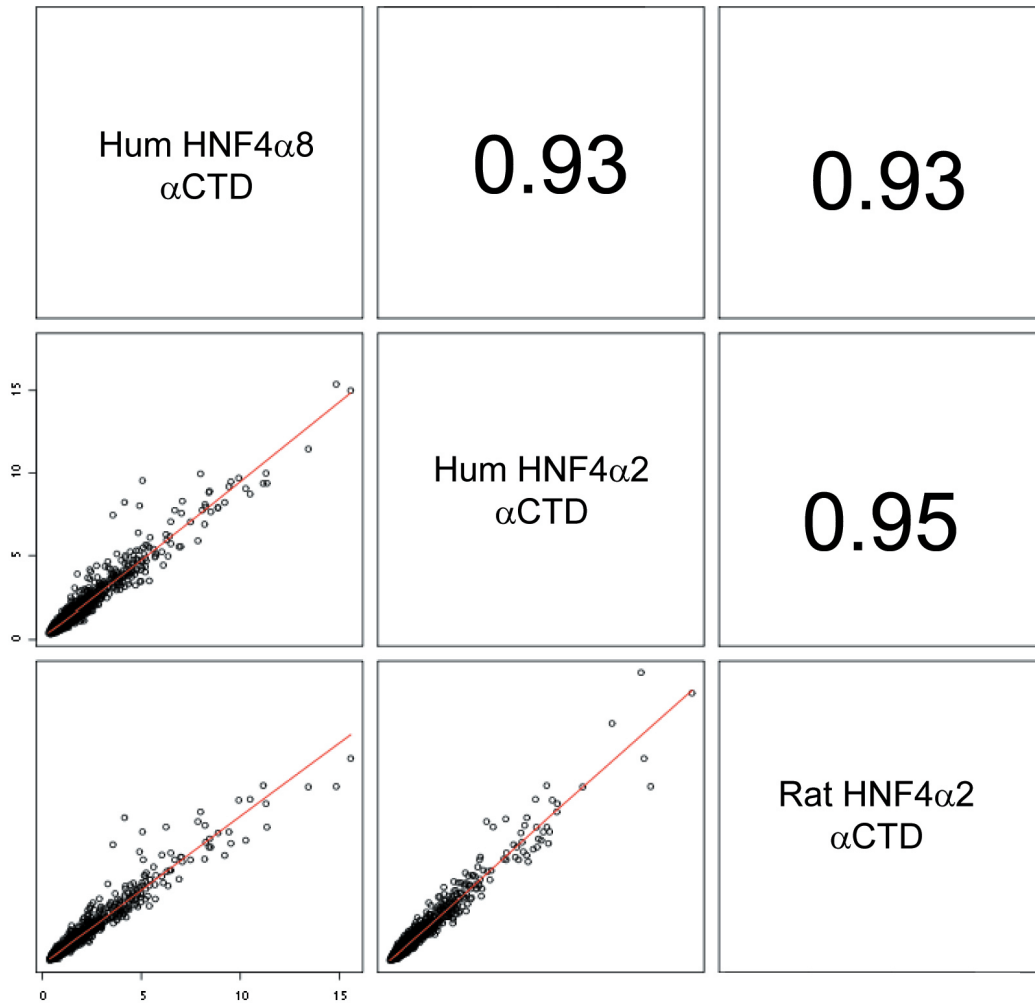 Hum HNF4α8
αCTD
0.93
0.93
15
10
5
0
Hum HNF4α2
αCTD
0.95
Rat HNF4α2
αCTD
0 5 10 15